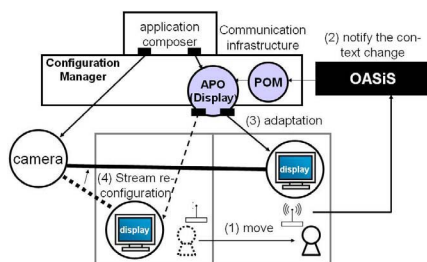 application
composer
Communication
infrastructure
(2) notify the con-
text change
Configuration
Manager
APO
(Display)
POM
OASiS
(3) adaptation
camera
display
(4) Stream re-
configuration
display
(1) move